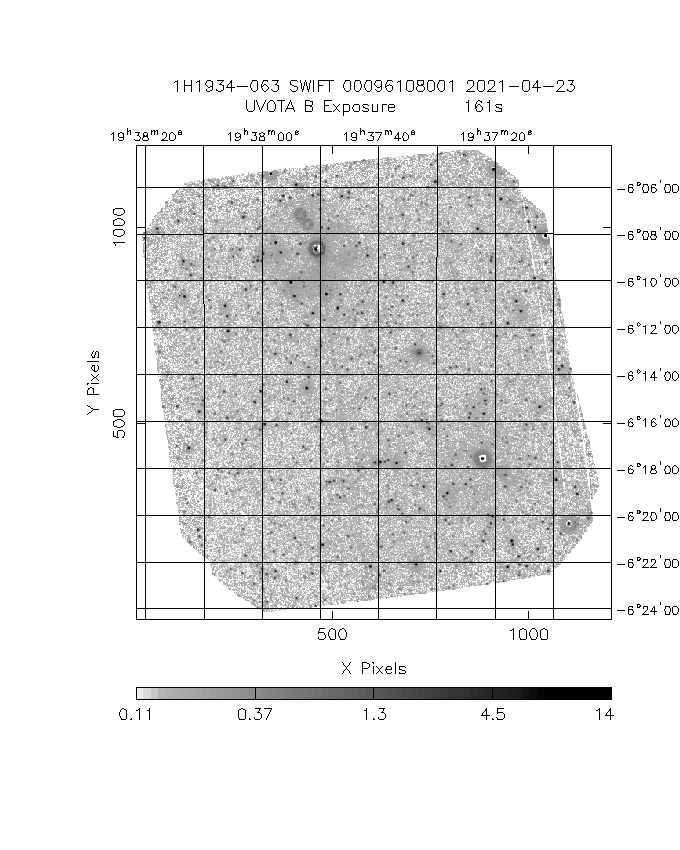 1H1934-063 SWIFT 00096108001 2021-04-23
UVOTA B Exposure 161s
19h38m20s 19h38m00s 19h37m40s 19h37m20s
-6°06'00
1000
-6°08'00
-6°10'00
-6°12'00
Y Pixels
-6°14'00
500
-6°16'00
-6°18'00
-6°20'00
-6°22'00
-6°24'00
500 1000
X Pixels
0.11 0.37 1.3 4.5 14